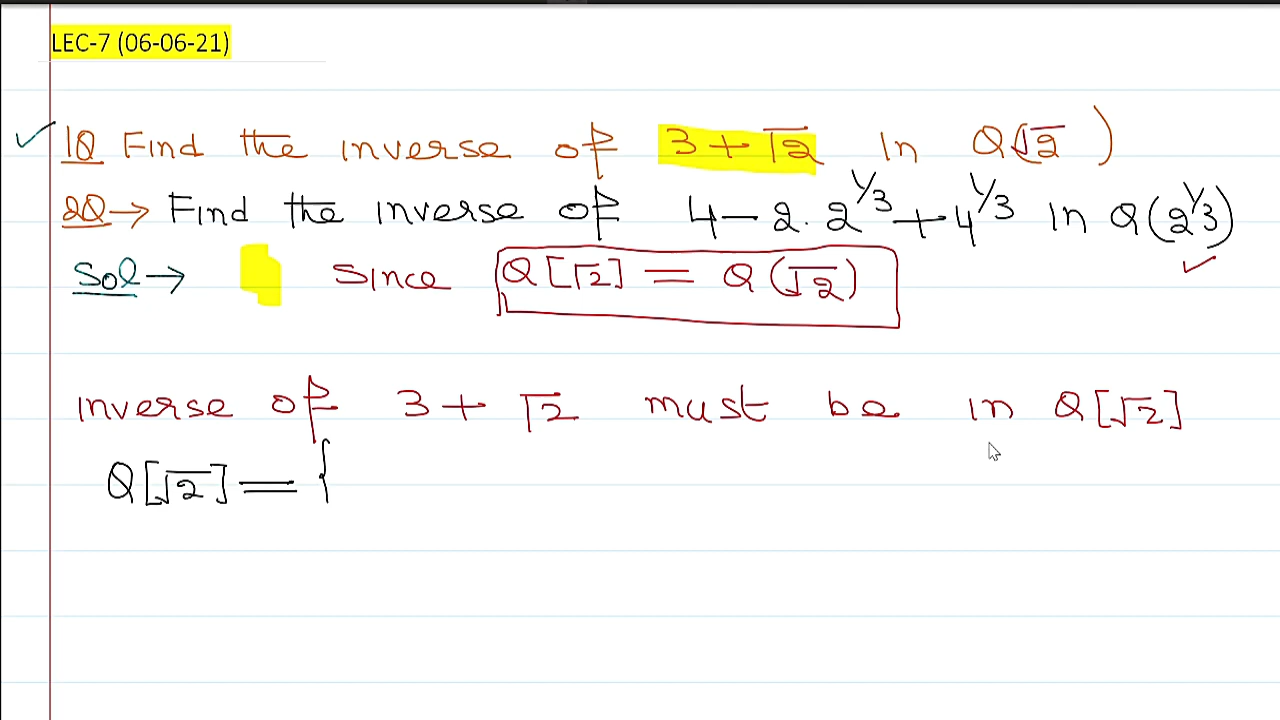 LEC-7 (06-06-21)
1Q Find the inverse of 3+√2 in Q(√2)
2Q→ Find the inverse of 4-2.2^1/3+4^1/3 in Q(2^1/3)
Sol→ Since Q[√2] = Q(√2)
inverse of 3+√2 must be in Q[√2]
Q[√2] = {